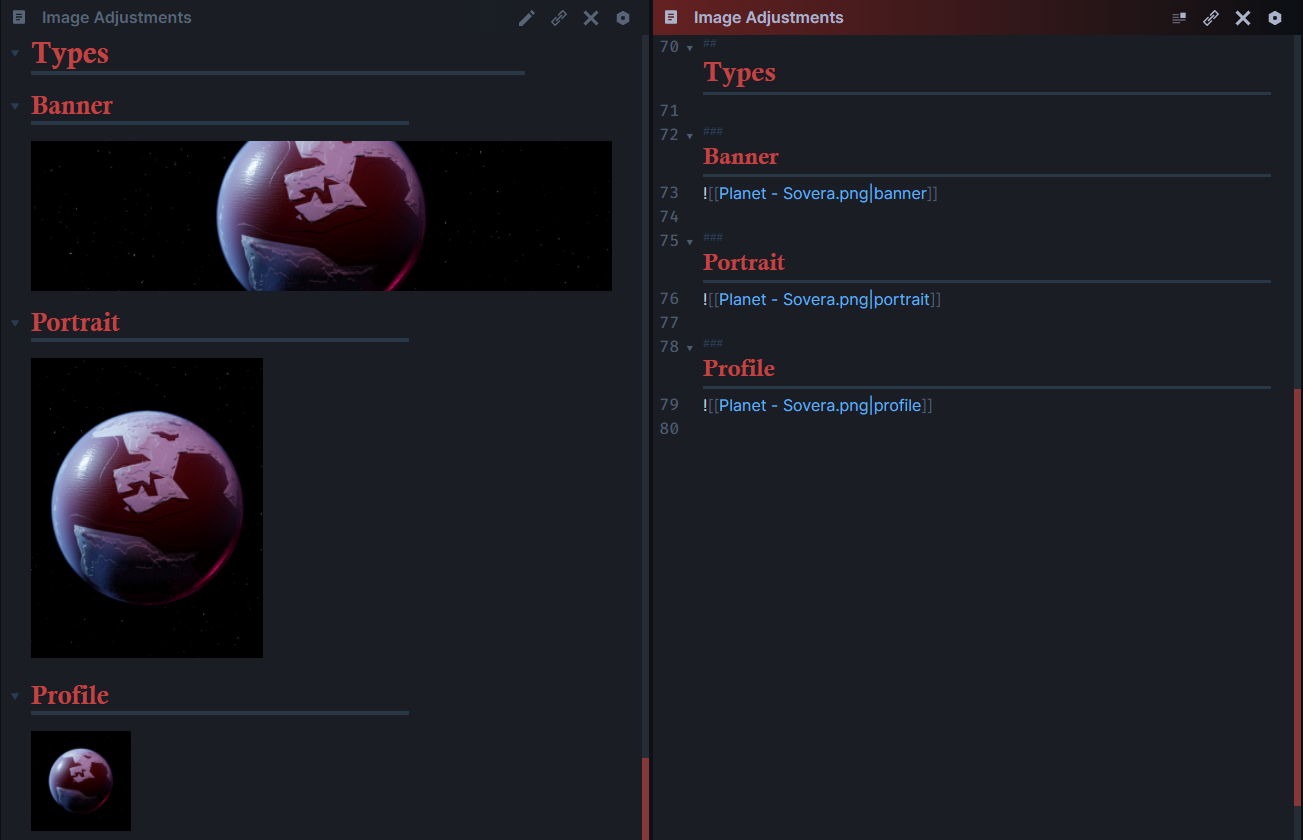 Image Adjustments
Types
Banner
Portrait
Profile
Image Adjustments
70 ##
Types
71
72 ###
Banner
73 ![[Planet - Sovera.png|banner]]
74
75 ###
Portrait
76 ![[Planet - Sovera.png|portrait]]
77
78 ###
Profile
79 ![[Planet - Sovera.png|profile]]
80